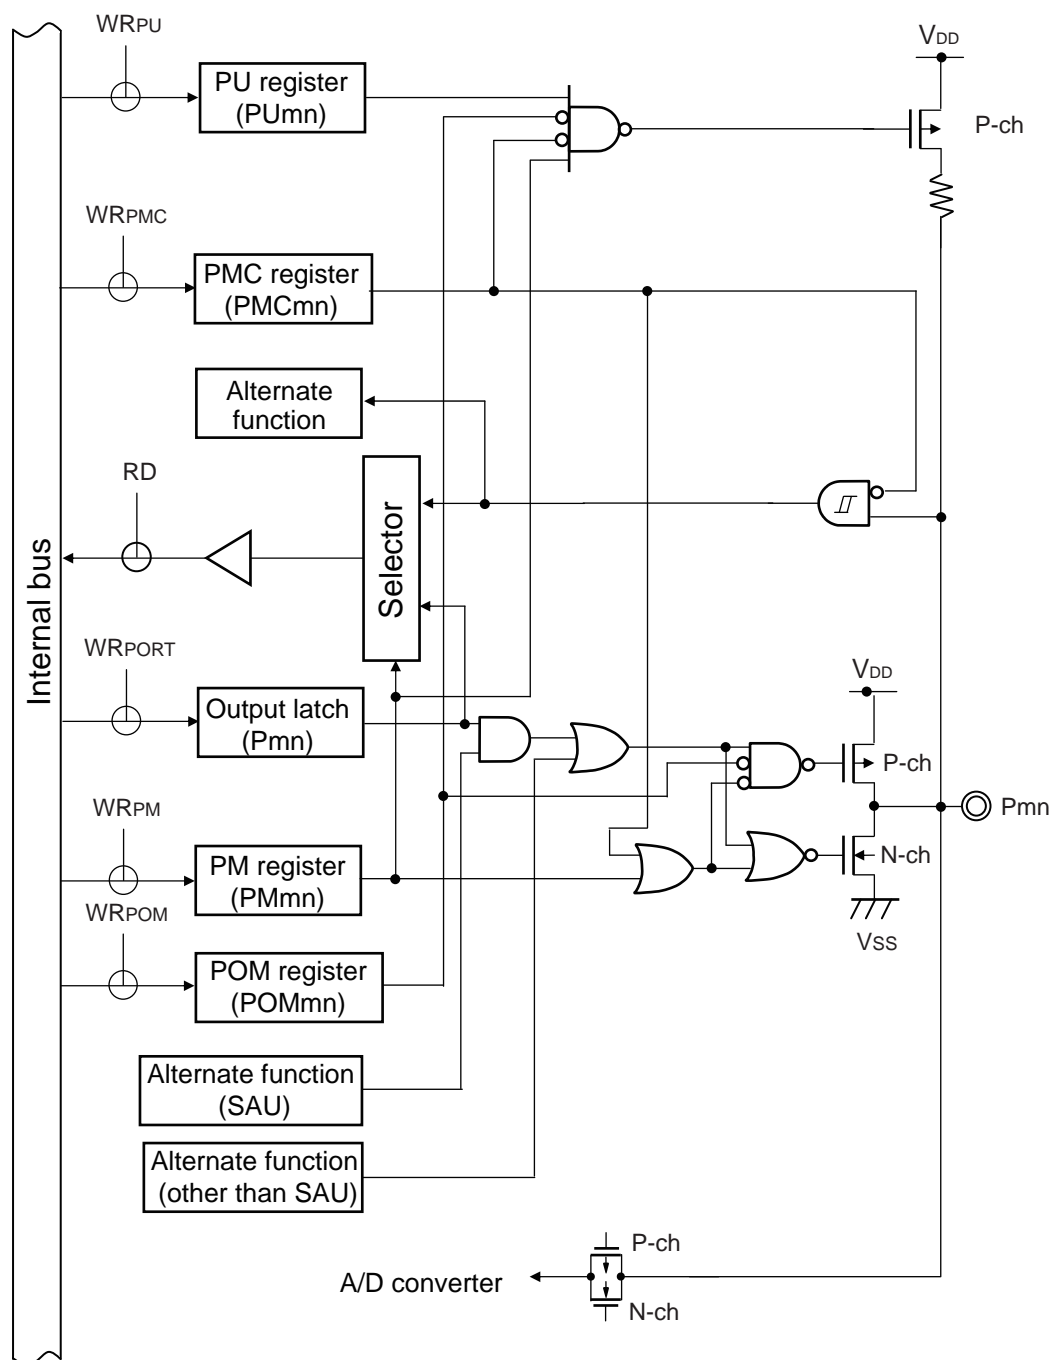 WRPU
VDD
PU register
(PUmn)
P-ch
WRPMC
PMC register
(PMCmn)
Alternate
function
RD
Selector
Internal bus
WRPORT
VDD
Output latch
(Pmn)
P-ch
WRPM
Pmn
PM register
(PMmn)
N-ch
WRPOM
VSS
POM register
(POMmn)
Alternate function
(SAU)
Alternate function
(other than SAU)
P-ch
A/D converter
N-ch